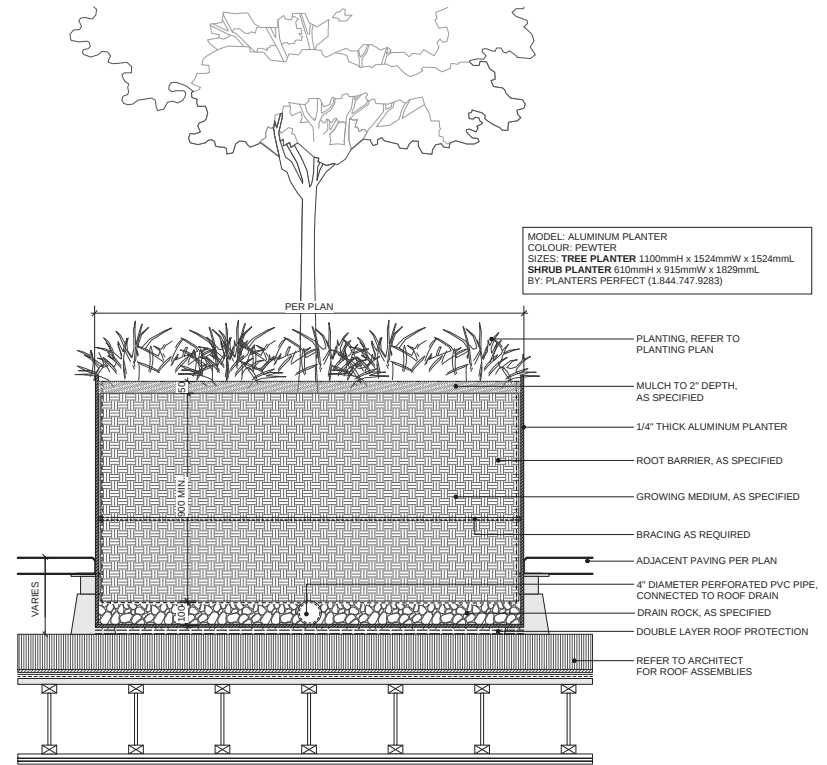 MODEL: ALUMINUM PLANTER
COLOUR: PEWTER
SIZES: TREE PLANTER 1100mmH x 1524mmW x 1524mmL
SHRUB PLANTER 610mmH x 915mmW x 1829mmL
BY: PLANTERS PERFECT (1.844.747.9283)
PER PLAN
PLANTING, REFER TO
PLANTING PLAN
50
MULCH TO 2" DEPTH,
AS SPECIFIED
1/4" THICK ALUMINUM PLANTER
ROOT BARRIER, AS SPECIFIED
900 MIN.
GROWING MEDIUM, AS SPECIFIED
BRACING AS REQUIRED
ADJACENT PAVING PER PLAN
VARIES
4" DIAMETER PERFORATED PVC PIPE,
CONNECTED TO ROOF DRAIN
100
DRAIN ROCK, AS SPECIFIED
DOUBLE LAYER ROOF PROTECTION
REFER TO ARCHITECT
FOR ROOF ASSEMBLIES